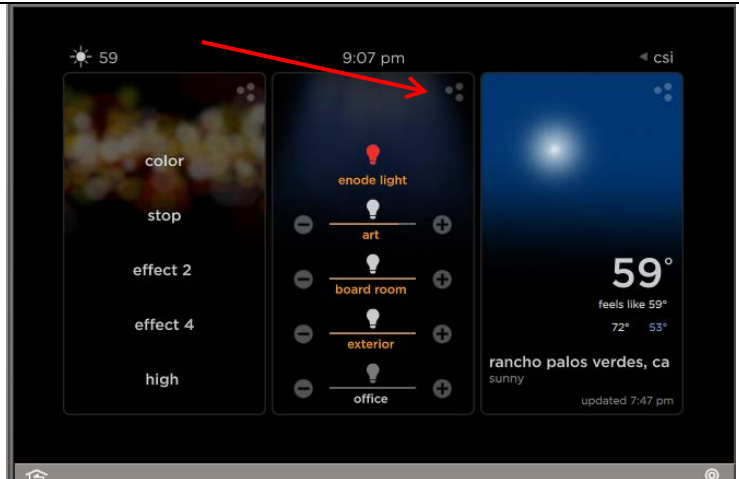 59
9:07 pm
csi
color
stop
effect 2
effect 4
high
enode light
art
board room
exterior
office
59°
feels like 59°
72° 53°
rancho palos verdes, ca
sunny
updated 7:47 pm